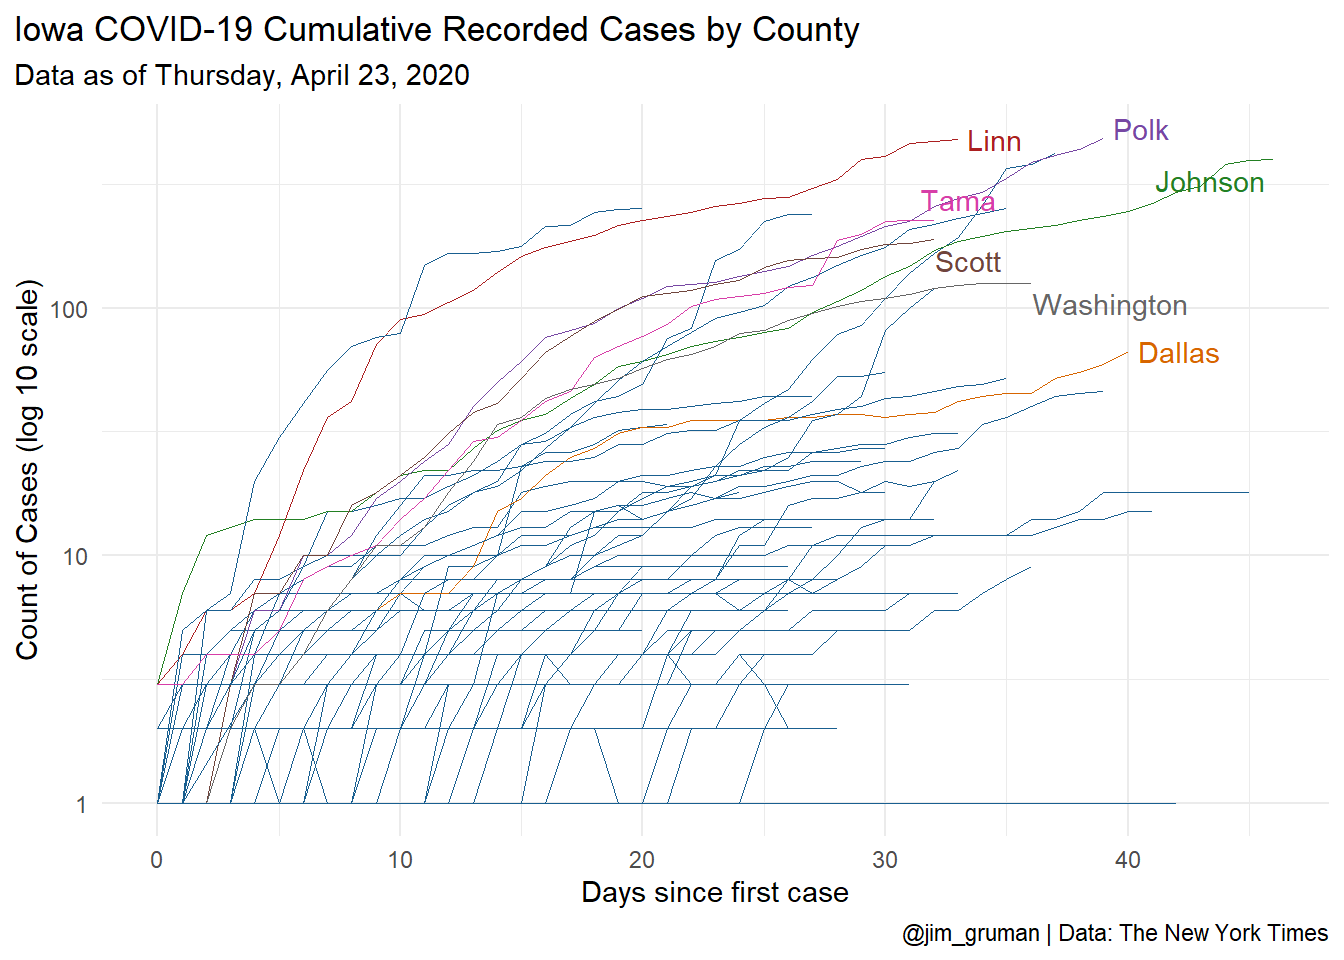 Iowa COVID-19 Cumulative Recorded Cases by County
Data as of Thursday, April 23, 2020
Count of Cases (log 10 scale)
100
10
1
Linn
Polk
Johnson
Tama
Scott
Washington
Dallas
0
10
20
30
40
Days since first case
@jim_gruman | Data: The New York Times